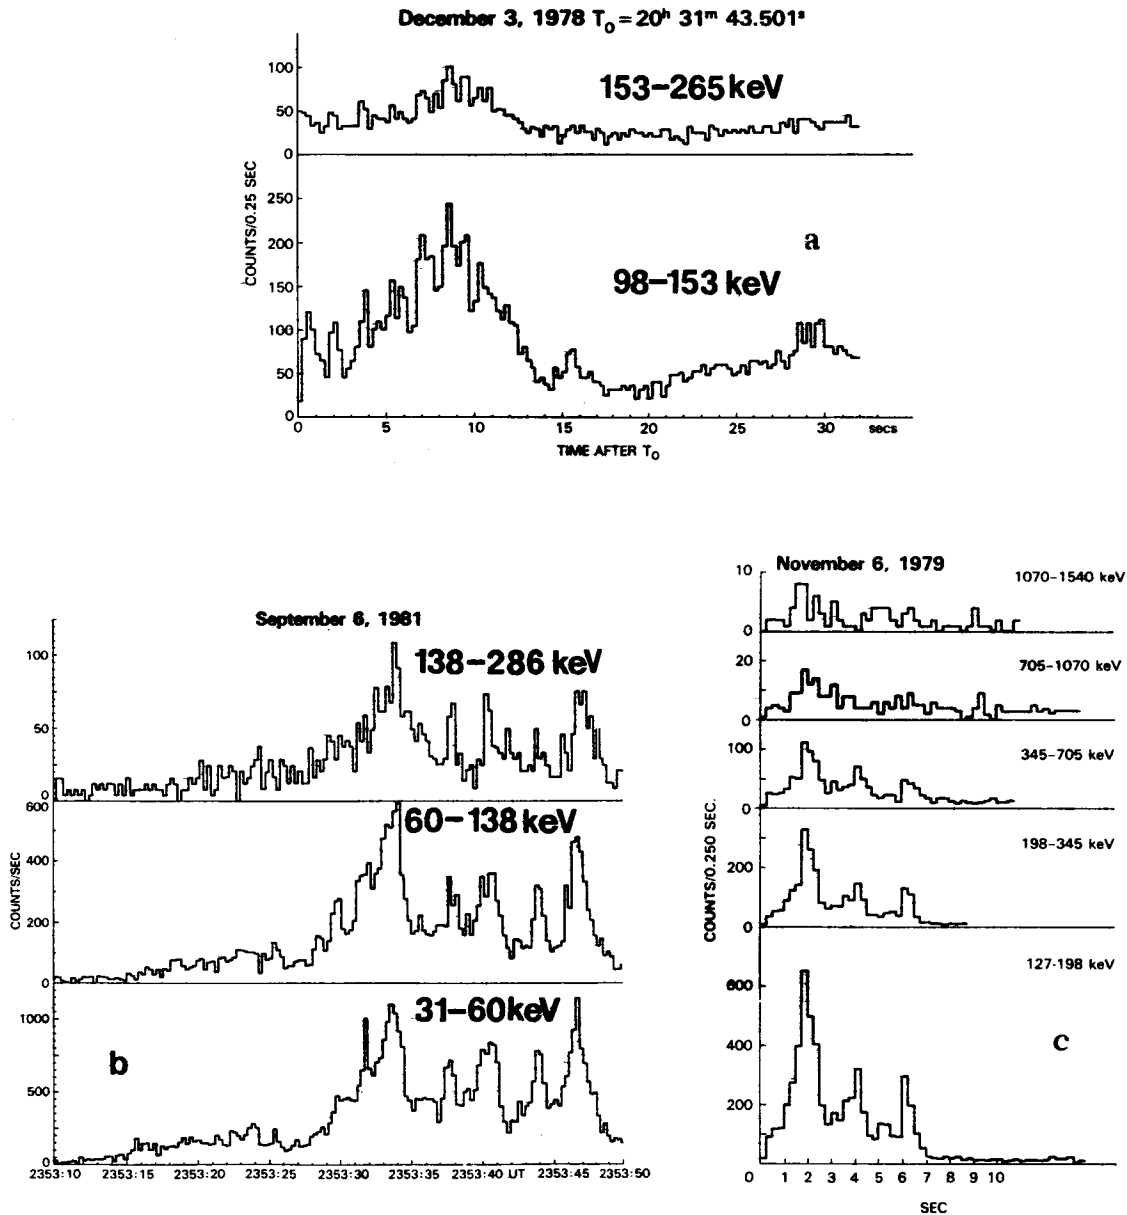 December 3, 1978 T₀ = 20ʰ 31ᵐ 43.501ˢ
100
153–265 keV
50
0
COUNTS/0.25 SEC
250
200
a
150
98–153 keV
100
50
0
0 5 10 15 20 25 30 secs
TIME AFTER T₀
September 6, 1981
100
138–286 keV
50
0
600
60–138 keV
400
COUNTS/SEC
200
0
31–60 keV
1000
b
500
0
2353:10 2353:15 2353:20 2353:25 2353:30 2353:35 2353:40 UT 2353:45 2353:50
November 6, 1979
10
1070–1540 keV
0
20
705–1070 keV
0
100
345–705 keV
0
COUNTS/0.250 SEC.
198–345 keV
200
0
127-198 keV
600
c
400
200
0 1 2 3 4 5 6 7 8 9 10
SEC